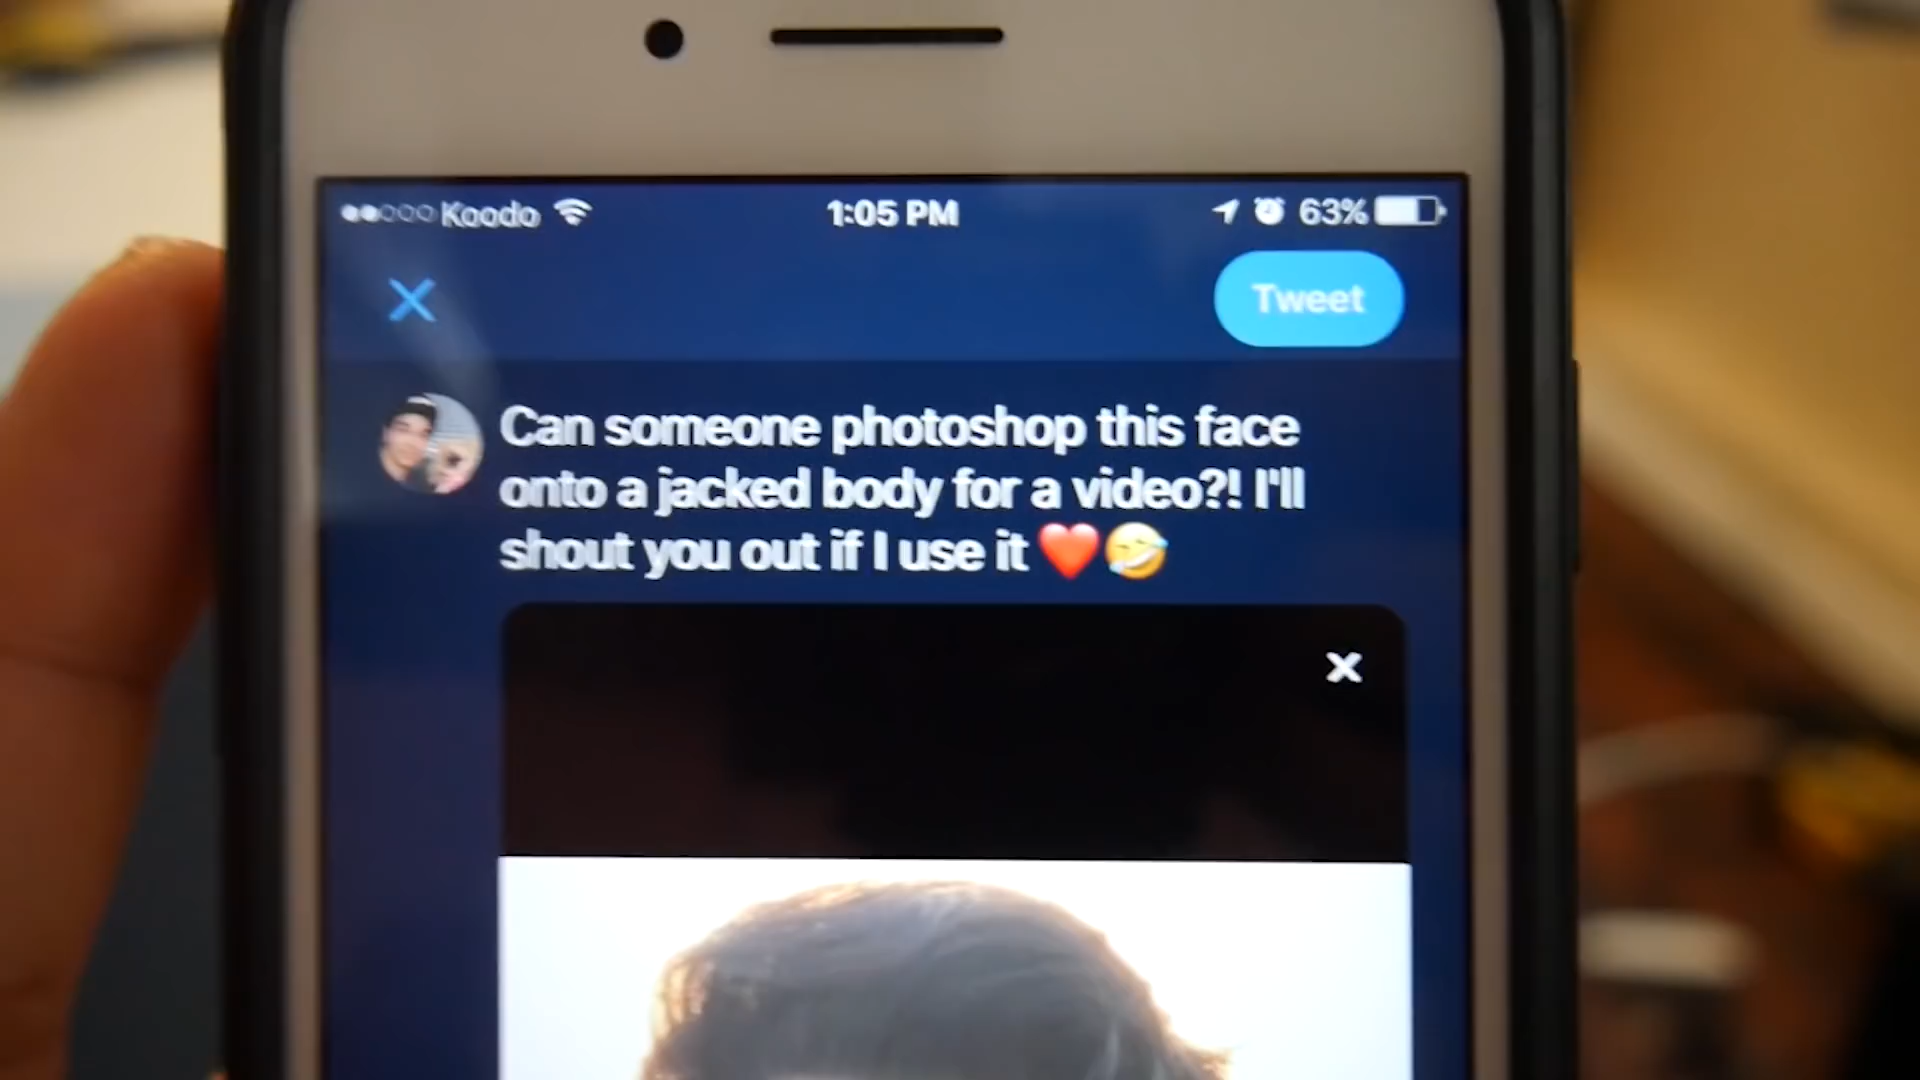 Koodo 1:05 PM 63%
Tweet
Can someone photoshop this face
onto a jacked body for a video?! I'll
shout you out if I use it ❤️🤣